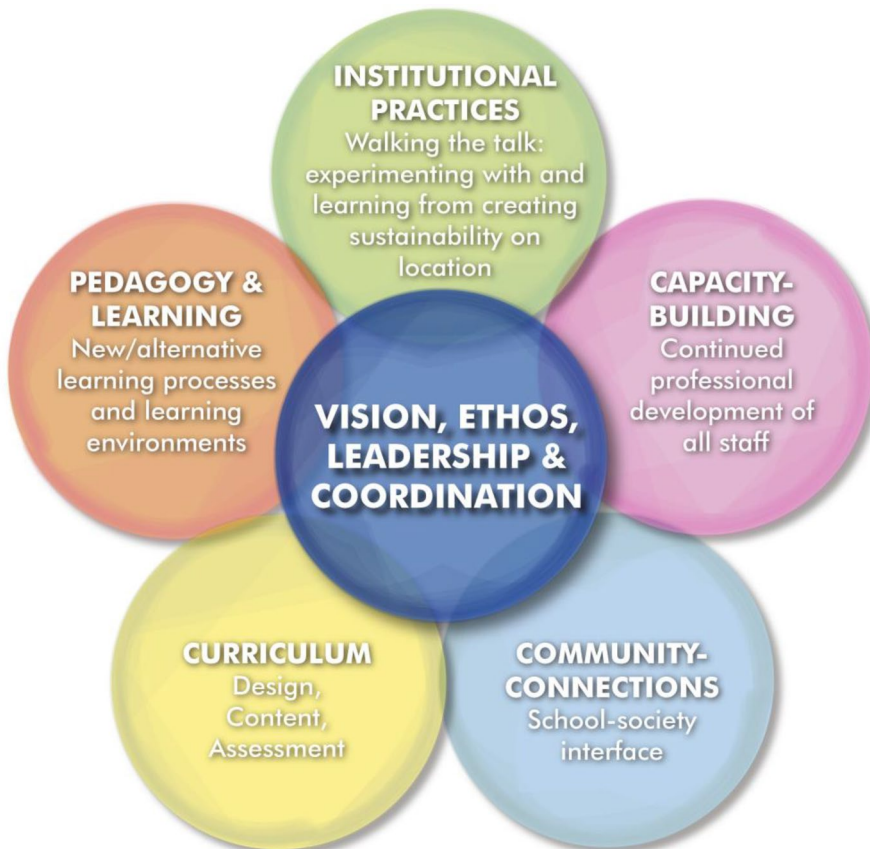 INSTITUTIONAL
PRACTICES
Walking the talk:
experimenting with and
learning from creating
sustainability on
location
PEDAGOGY &
LEARNING
New/alternative
learning processes
and learning
environments
CAPACITY-
BUILDING
Continued
professional
development of
all staff
VISION, ETHOS,
LEADERSHIP &
COORDINATION
CURRICULUM
Design,
Content,
Assessment
COMMUNITY-
CONNECTIONS
School-society
interface